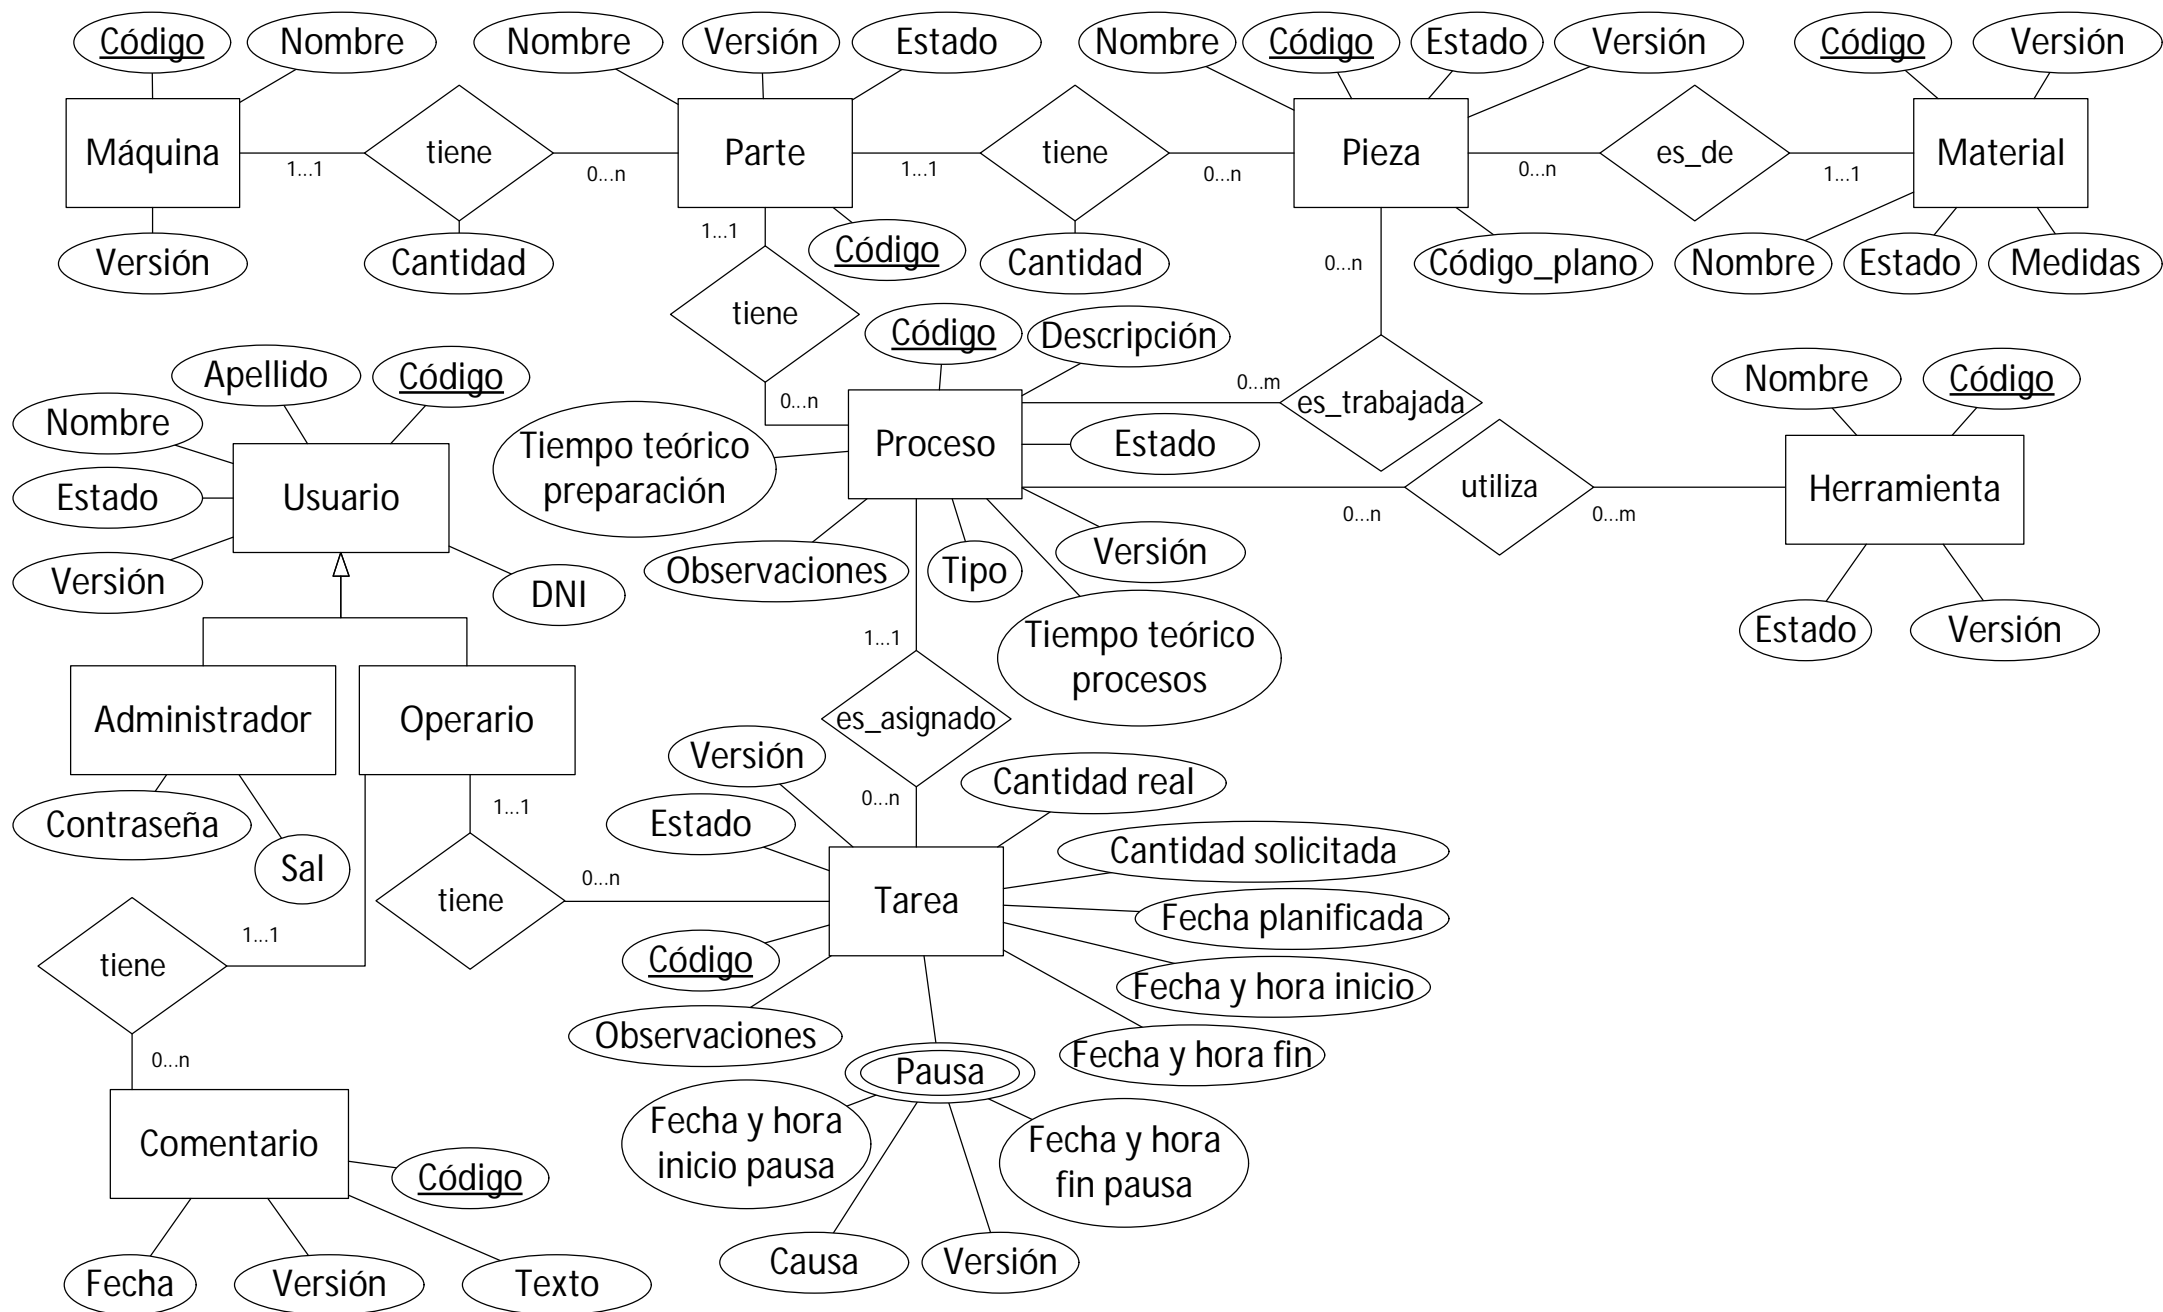 Código
Nombre
Nombre
Versión
Estado
Nombre
Código
Estado
Versión
Código
Versión
Máquina
1...1
tiene
0...n
Parte
1...1
tiene
0...n
Pieza
0...n
es_de
1...1
Material
Versión
Cantidad
1...1
Código
Cantidad
0...n
Código_plano
Nombre
Estado
Medidas
tiene
Código
Descripción
Apellido
Código
0...n
0...m
es_trabajada
Nombre
Código
Nombre
Estado
Versión
Usuario
DNI
Tiempo teórico
preparación
Proceso
Estado
0...n
utiliza
0...m
Herramienta
Observaciones
Tipo
Versión
Estado
Versión
1...1
Tiempo teórico
procesos
Administrador
Operario
es_asignado
Contraseña
Sal
1...1
Versión
0...n
Cantidad real
Estado
Cantidad solicitada
tiene
0...n
Tarea
Fecha planificada
tiene
1...1
Código
Fecha y hora inicio
Observaciones
Fecha y hora fin
0...n
Pausa
Comentario
Código
Fecha y hora
inicio pausa
Fecha y hora
fin pausa
Fecha
Versión
Texto
Causa
Versión